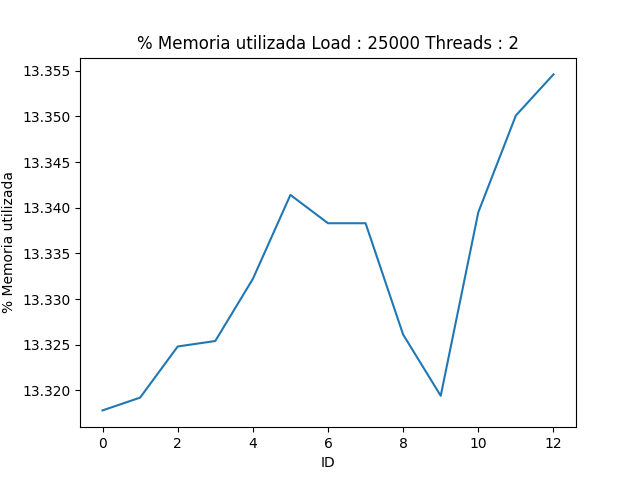 % Memoria utilizada Load : 25000 Threads : 2
13.355
13.350
13.345
13.340
13.335
13.330
13.325
13.320
% Memoria utilizada
0 2 4 6 8 10 12
ID